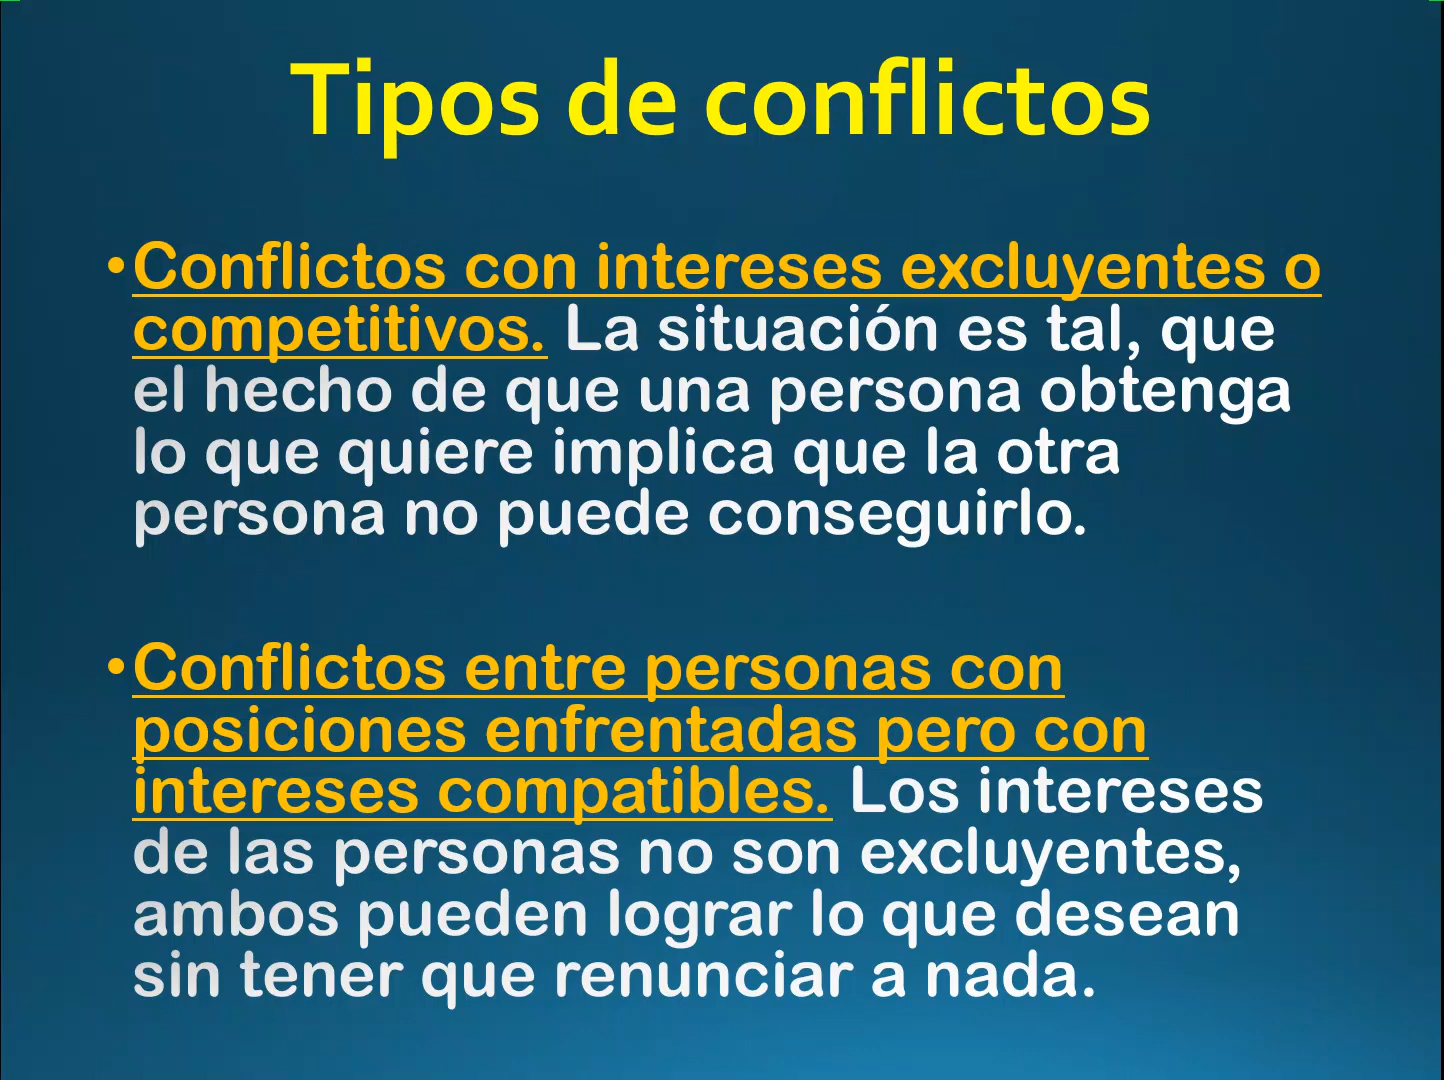 Tipos de conflictos
•Conflictos con intereses excluyentes o
competitivos. La situación es tal, que
el hecho de que una persona obtenga
lo que quiere implica que la otra
persona no puede conseguirlo.
•Conflictos entre personas con
posiciones enfrentadas pero con
intereses compatibles. Los intereses
de las personas no son excluyentes,
ambos pueden lograr lo que desean
sin tener que renunciar a nada.